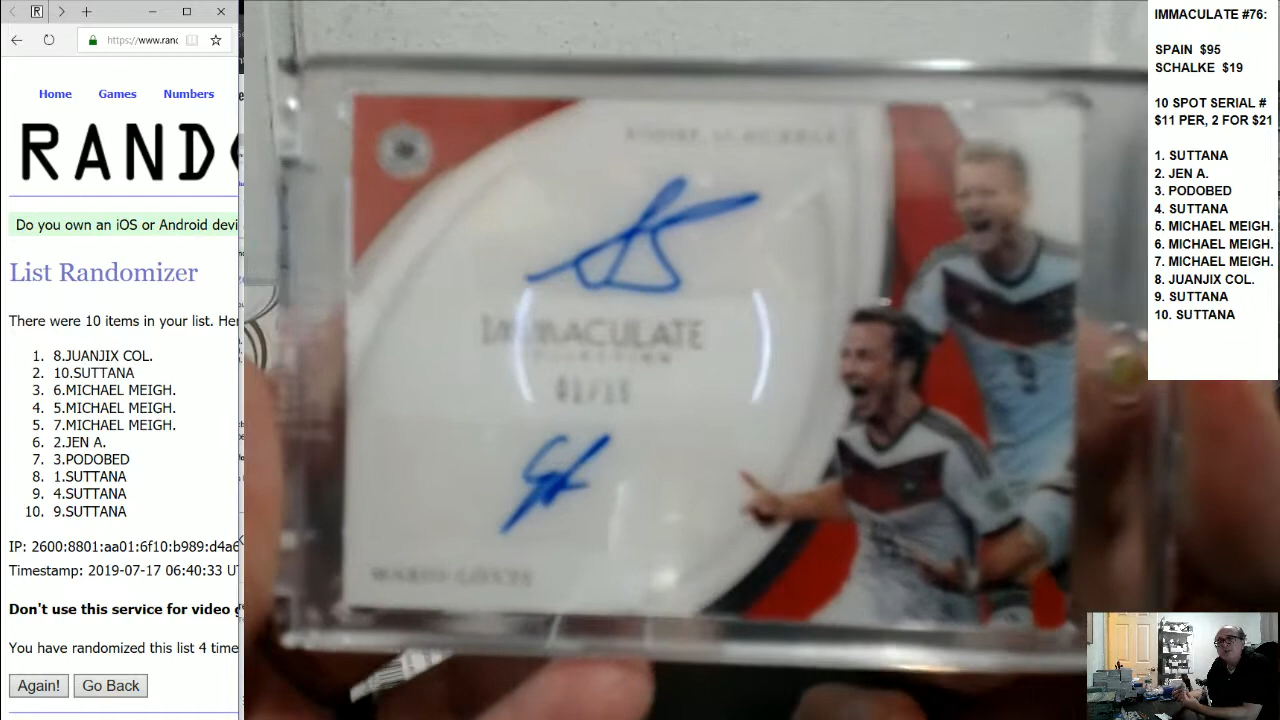 https://www.ranc
Home Games Numbers
RANDO
Do you own an iOS or Android devi
List Randomizer
There were 10 items in your list. Her
1. 8.JUANJIX COL.
2. 10.SUTTANA
3. 6.MICHAEL MEIGH.
4. 5.MICHAEL MEIGH.
5. 7.MICHAEL MEIGH.
6. 2.JEN A.
7. 3.PODOBED
8. 1.SUTTANA
9. 4.SUTTANA
10. 9.SUTTANA
IP: 2600:8801:aa01:6f10:b989:d4a6
Timestamp: 2019-07-17 06:40:33 U
Don't use this service for video g
You have randomized this list 4 time
Again! Go Back
IMMACULATE
COLLECTION
MARIO GÖTZE
IMMACULATE #76:
SPAIN $95
SCHALKE $19
10 SPOT SERIAL #
$11 PER, 2 FOR $21
1. SUTTANA
2. JEN A.
3. PODOBED
4. SUTTANA
5. MICHAEL MEIGH.
6. MICHAEL MEIGH.
7. MICHAEL MEIGH.
8. JUANJIX COL.
9. SUTTANA
10. SUTTANA